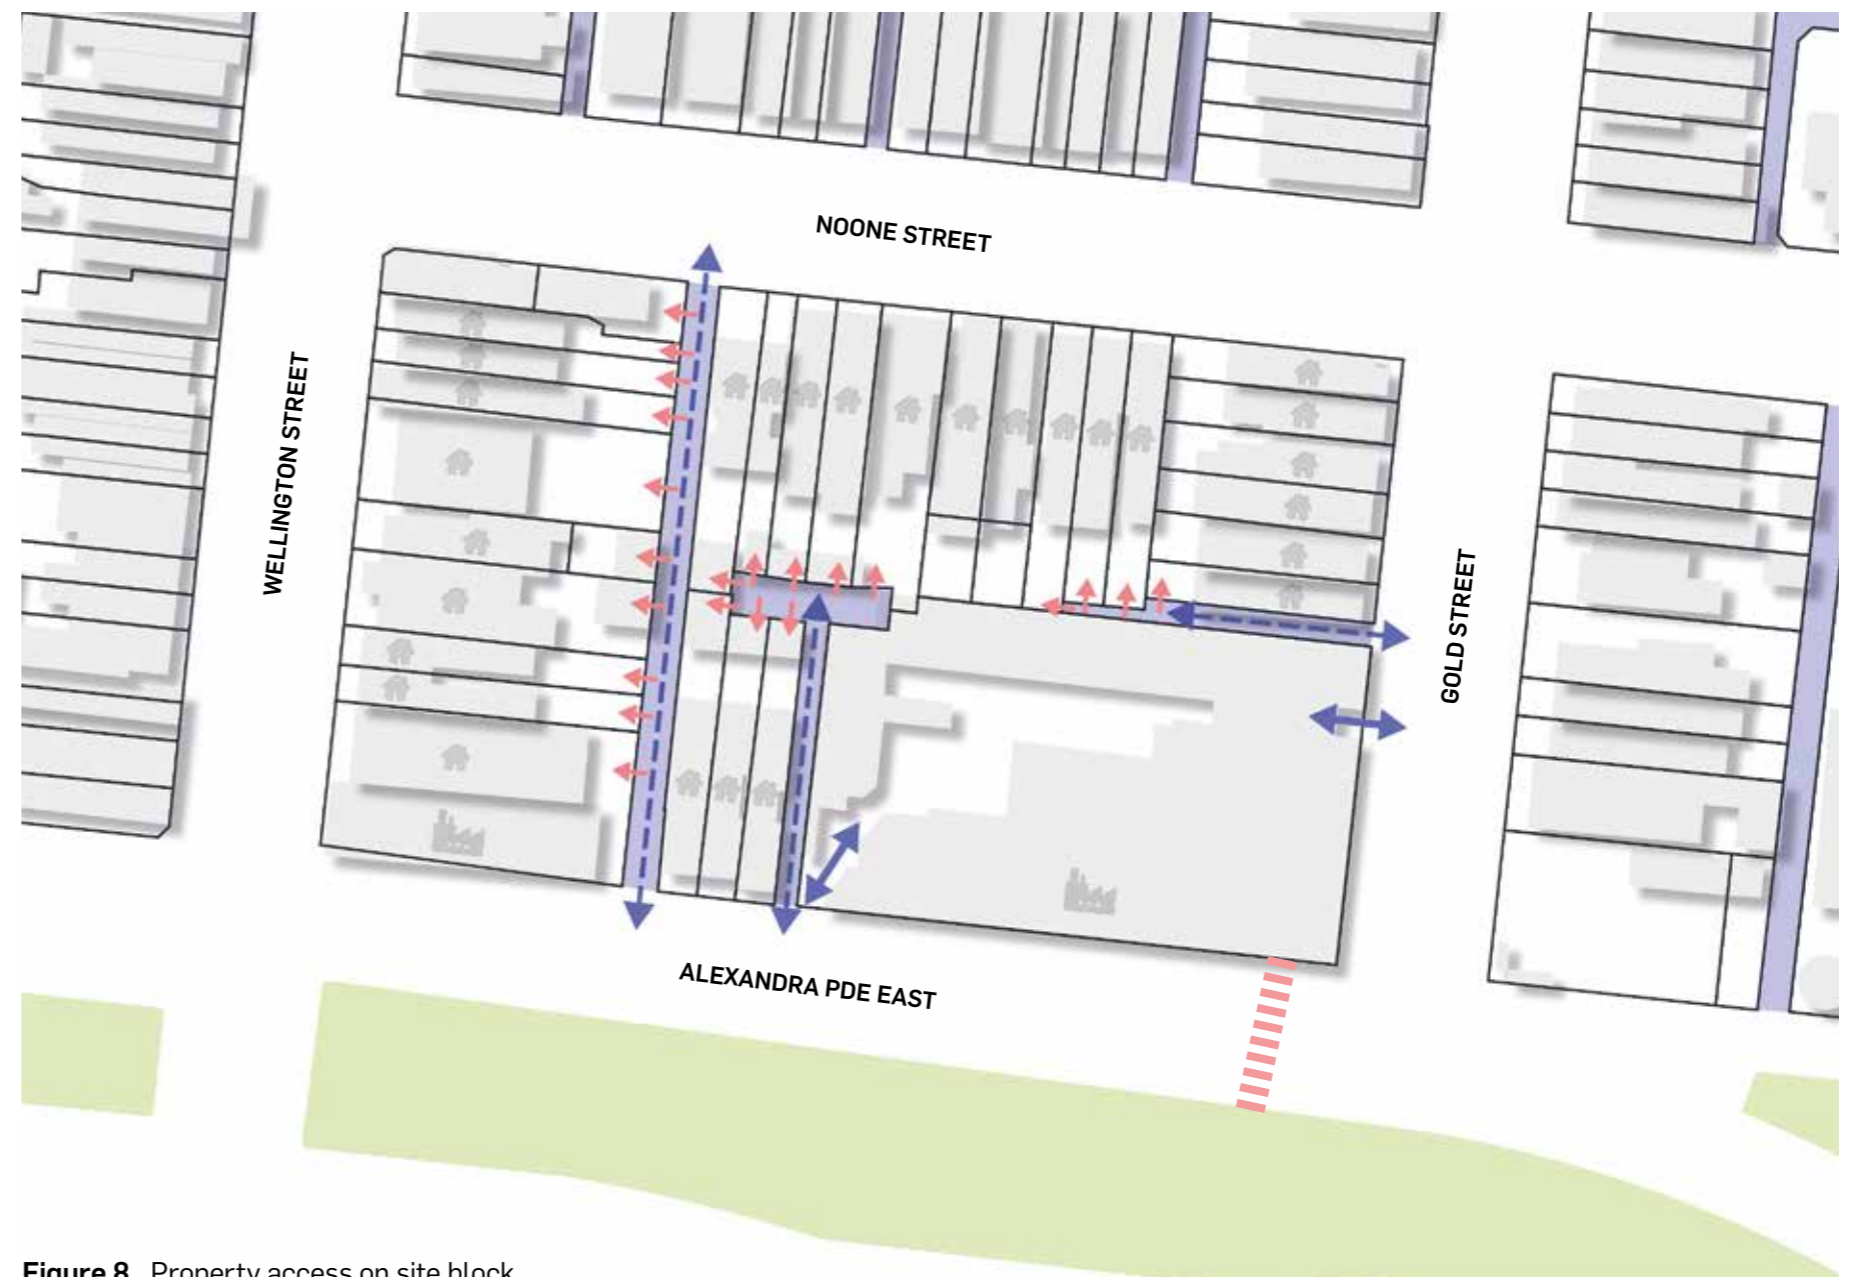 NOONE STREET
WELLINGTON STREET
GOLD STREET
ALEXANDRA PDE EAST
Figure 8 Property access on site block